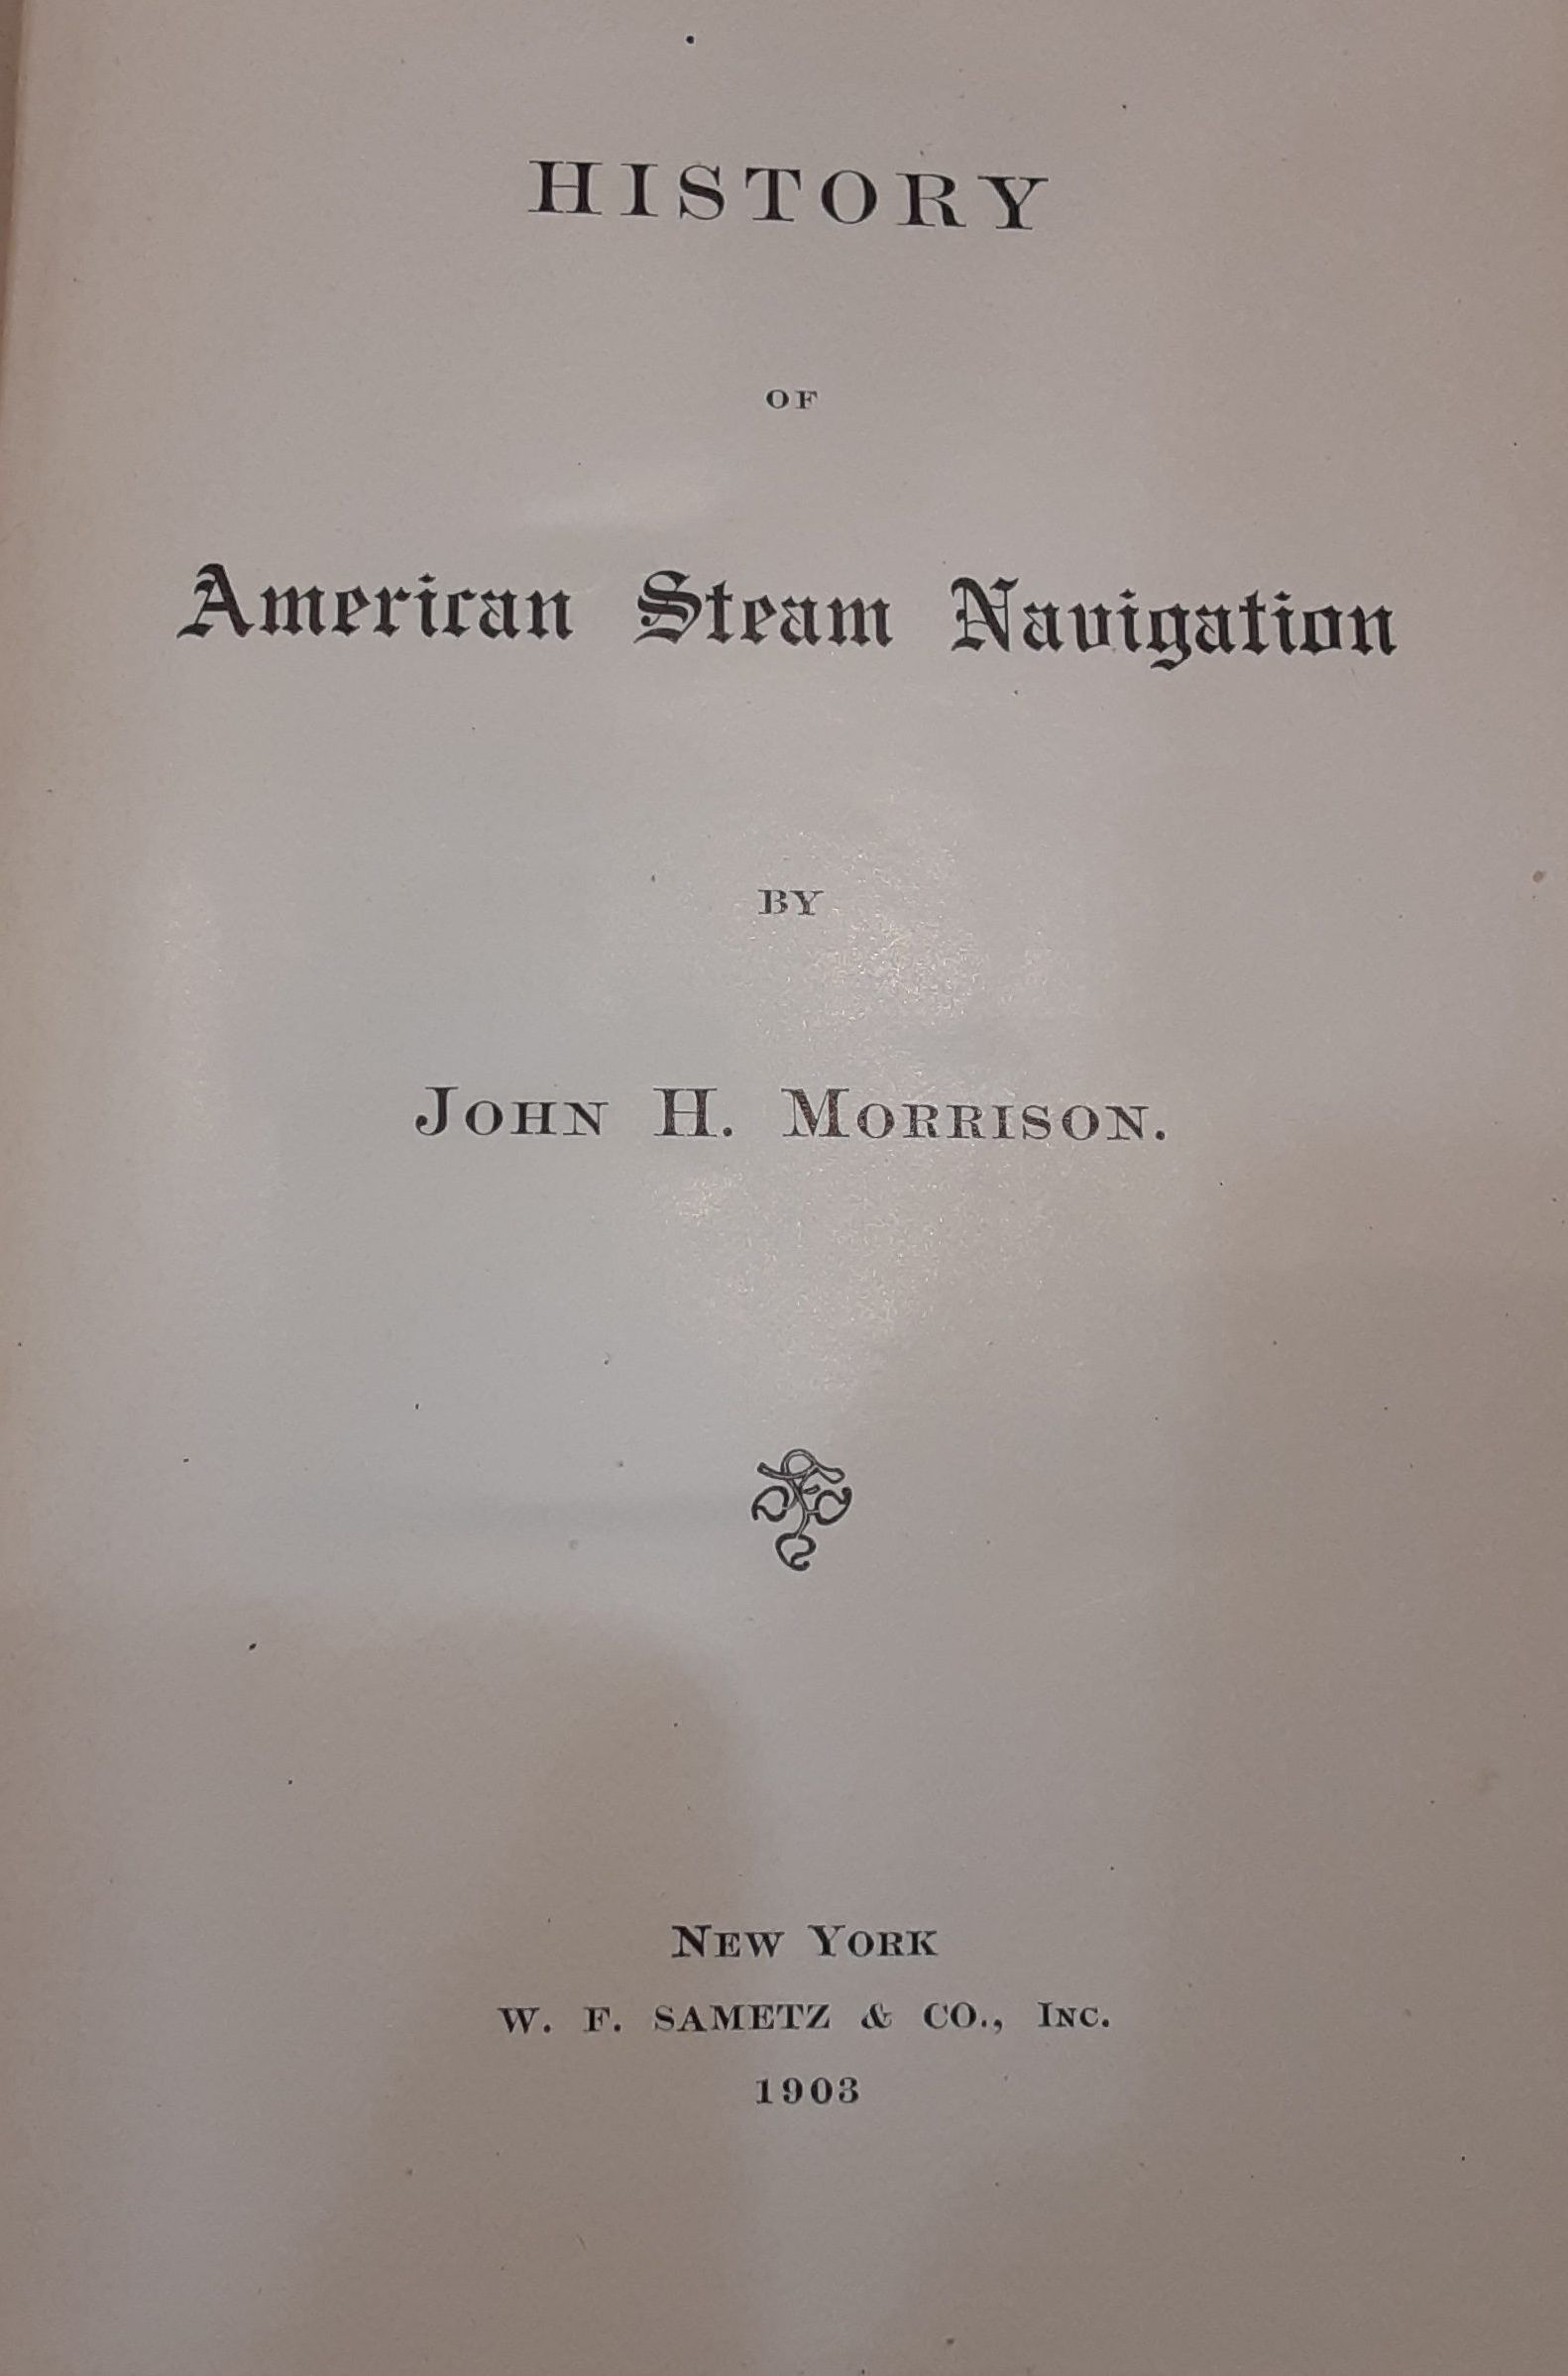 HISTORY
OF
American Steam Navigation
BY
JOHN H. MORRISON.
NEW YORK
W. F. SAMETZ & CO., INC.
1903